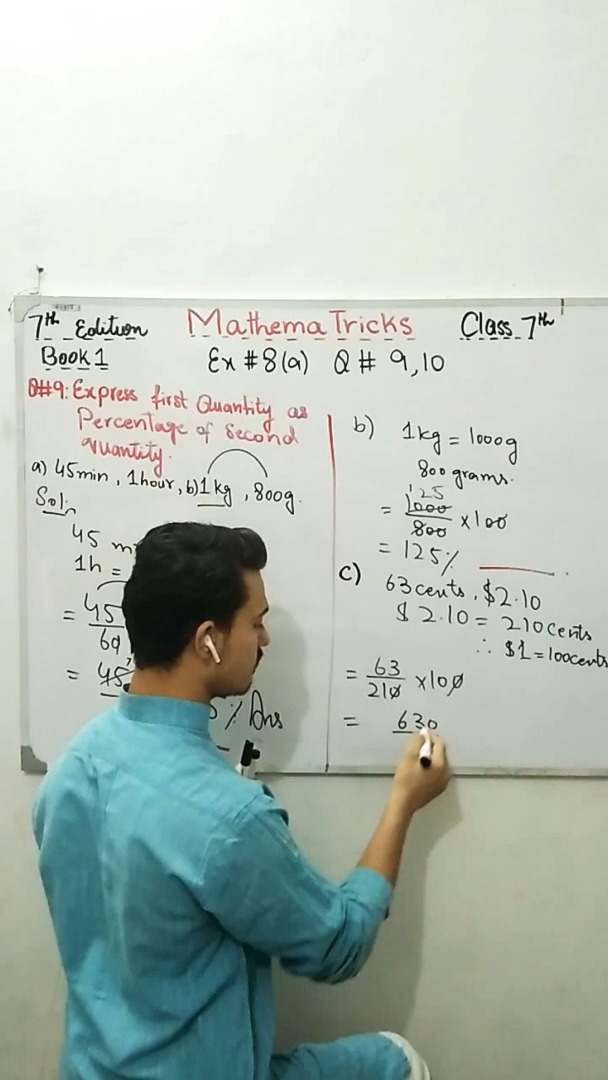 7th Edition MathemaTricks Class 7th
Book 1 Ex # 8(a) Q # 9,10
Q#9: Express first Quantity as
Percentage of Second
quantity.
a) 45min, 1hour, b) 1kg, 800g.
Sol:
45 m
1h =
= 45
60
= 45
% Ans
b) 1kg = 1000g
800 grams.
125
= 1000/800 × 100
= 125%
c) 63 cents, $2.10
$ 2.10 = 210 cents
∴ $1 = 100 cents
= 63/210 × 100
= 630